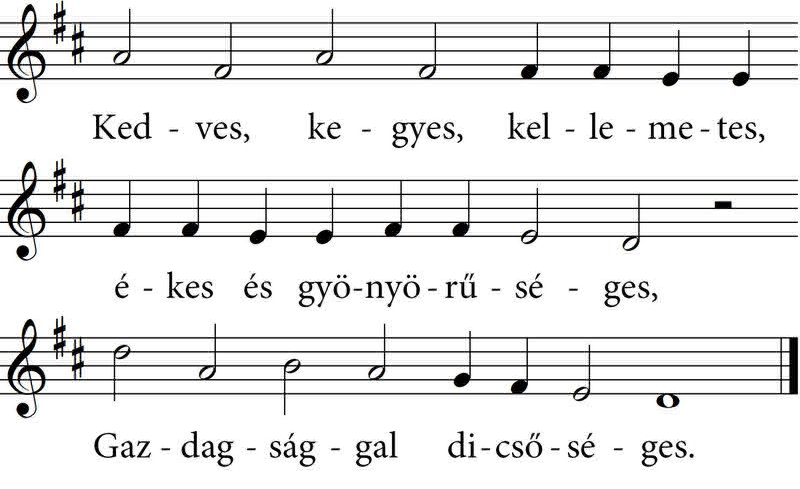 Ked - ves, ke - gyes, kel - le - me - tes,
é - kes és gyö - nyö - rű - sé - ges,
Gaz - dag - ság - gal di - cső - sé - ges.